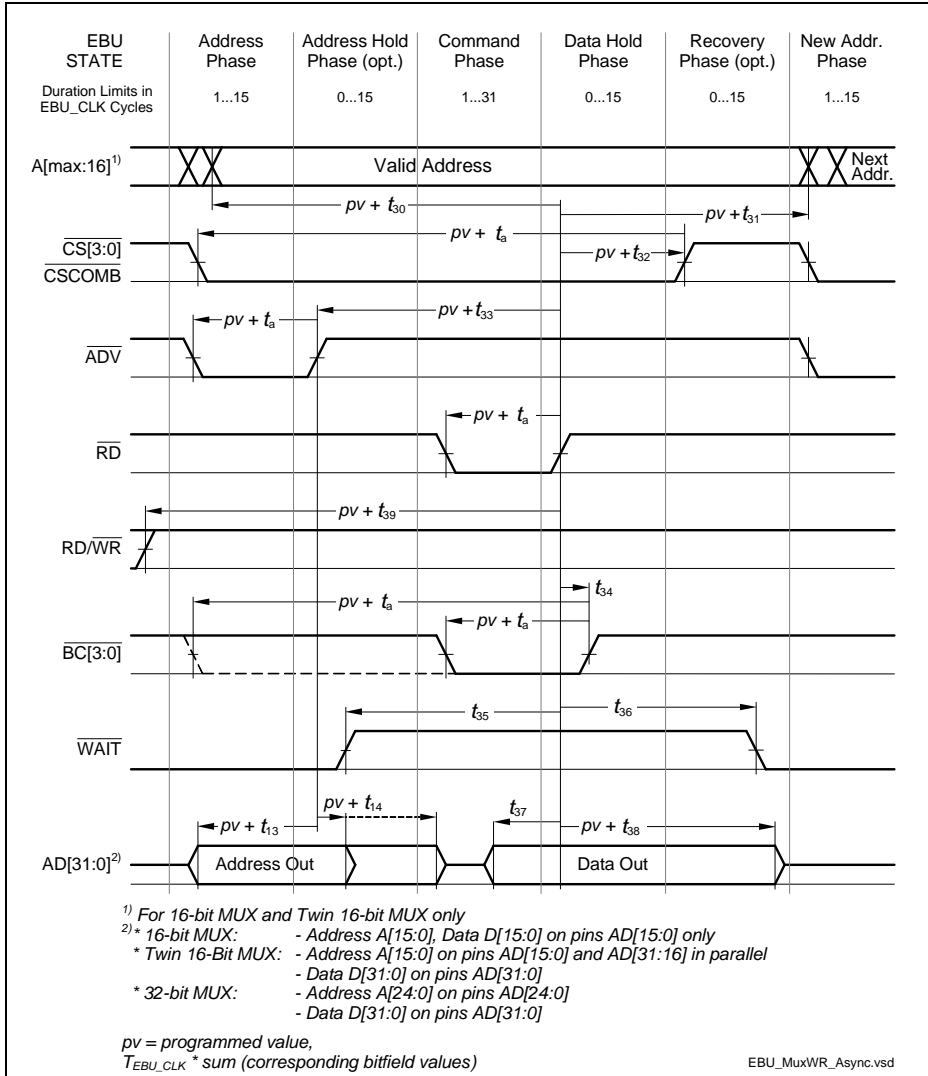 EBU STATE
Address Phase
Address Hold Phase (opt.)
Command Phase
Data Hold Phase
Recovery Phase (opt.)
New Addr. Phase
Duration Limits in EBU_CLK Cycles
1...15
0...15
1...31
0...15
0...15
1...15
A[max:16]1)
Valid Address
Next Addr.
pv + t30
pv + t31
CS[3:0]
CSCOMB
pv + ta
pv + t32
ADV
pv + ta
pv + t33
RD
pv + ta
RD/WR
pv + t39
BC[3:0]
t34
pv + ta
pv + ta
WAIT
t35
t36
AD[31:0]2)
pv + t13
pv + t14
t37
pv + t38
Address Out
Data Out
1) For 16-bit MUX and Twin 16-bit MUX only
2)* 16-bit MUX: - Address A[15:0], Data D[15:0] on pins AD[15:0] only
* Twin 16-Bit MUX: - Address A[15:0] on pins AD[15:0] and AD[31:16] in parallel
- Data D[31:0] on pins AD[31:0]
* 32-bit MUX: - Address A[24:0] on pins AD[24:0]
- Data D[31:0] on pins AD[31:0]
pv = programmed value,
TEBU_CLK * sum (corresponding bitfield values)
EBU_MuxWR_Async.vsd